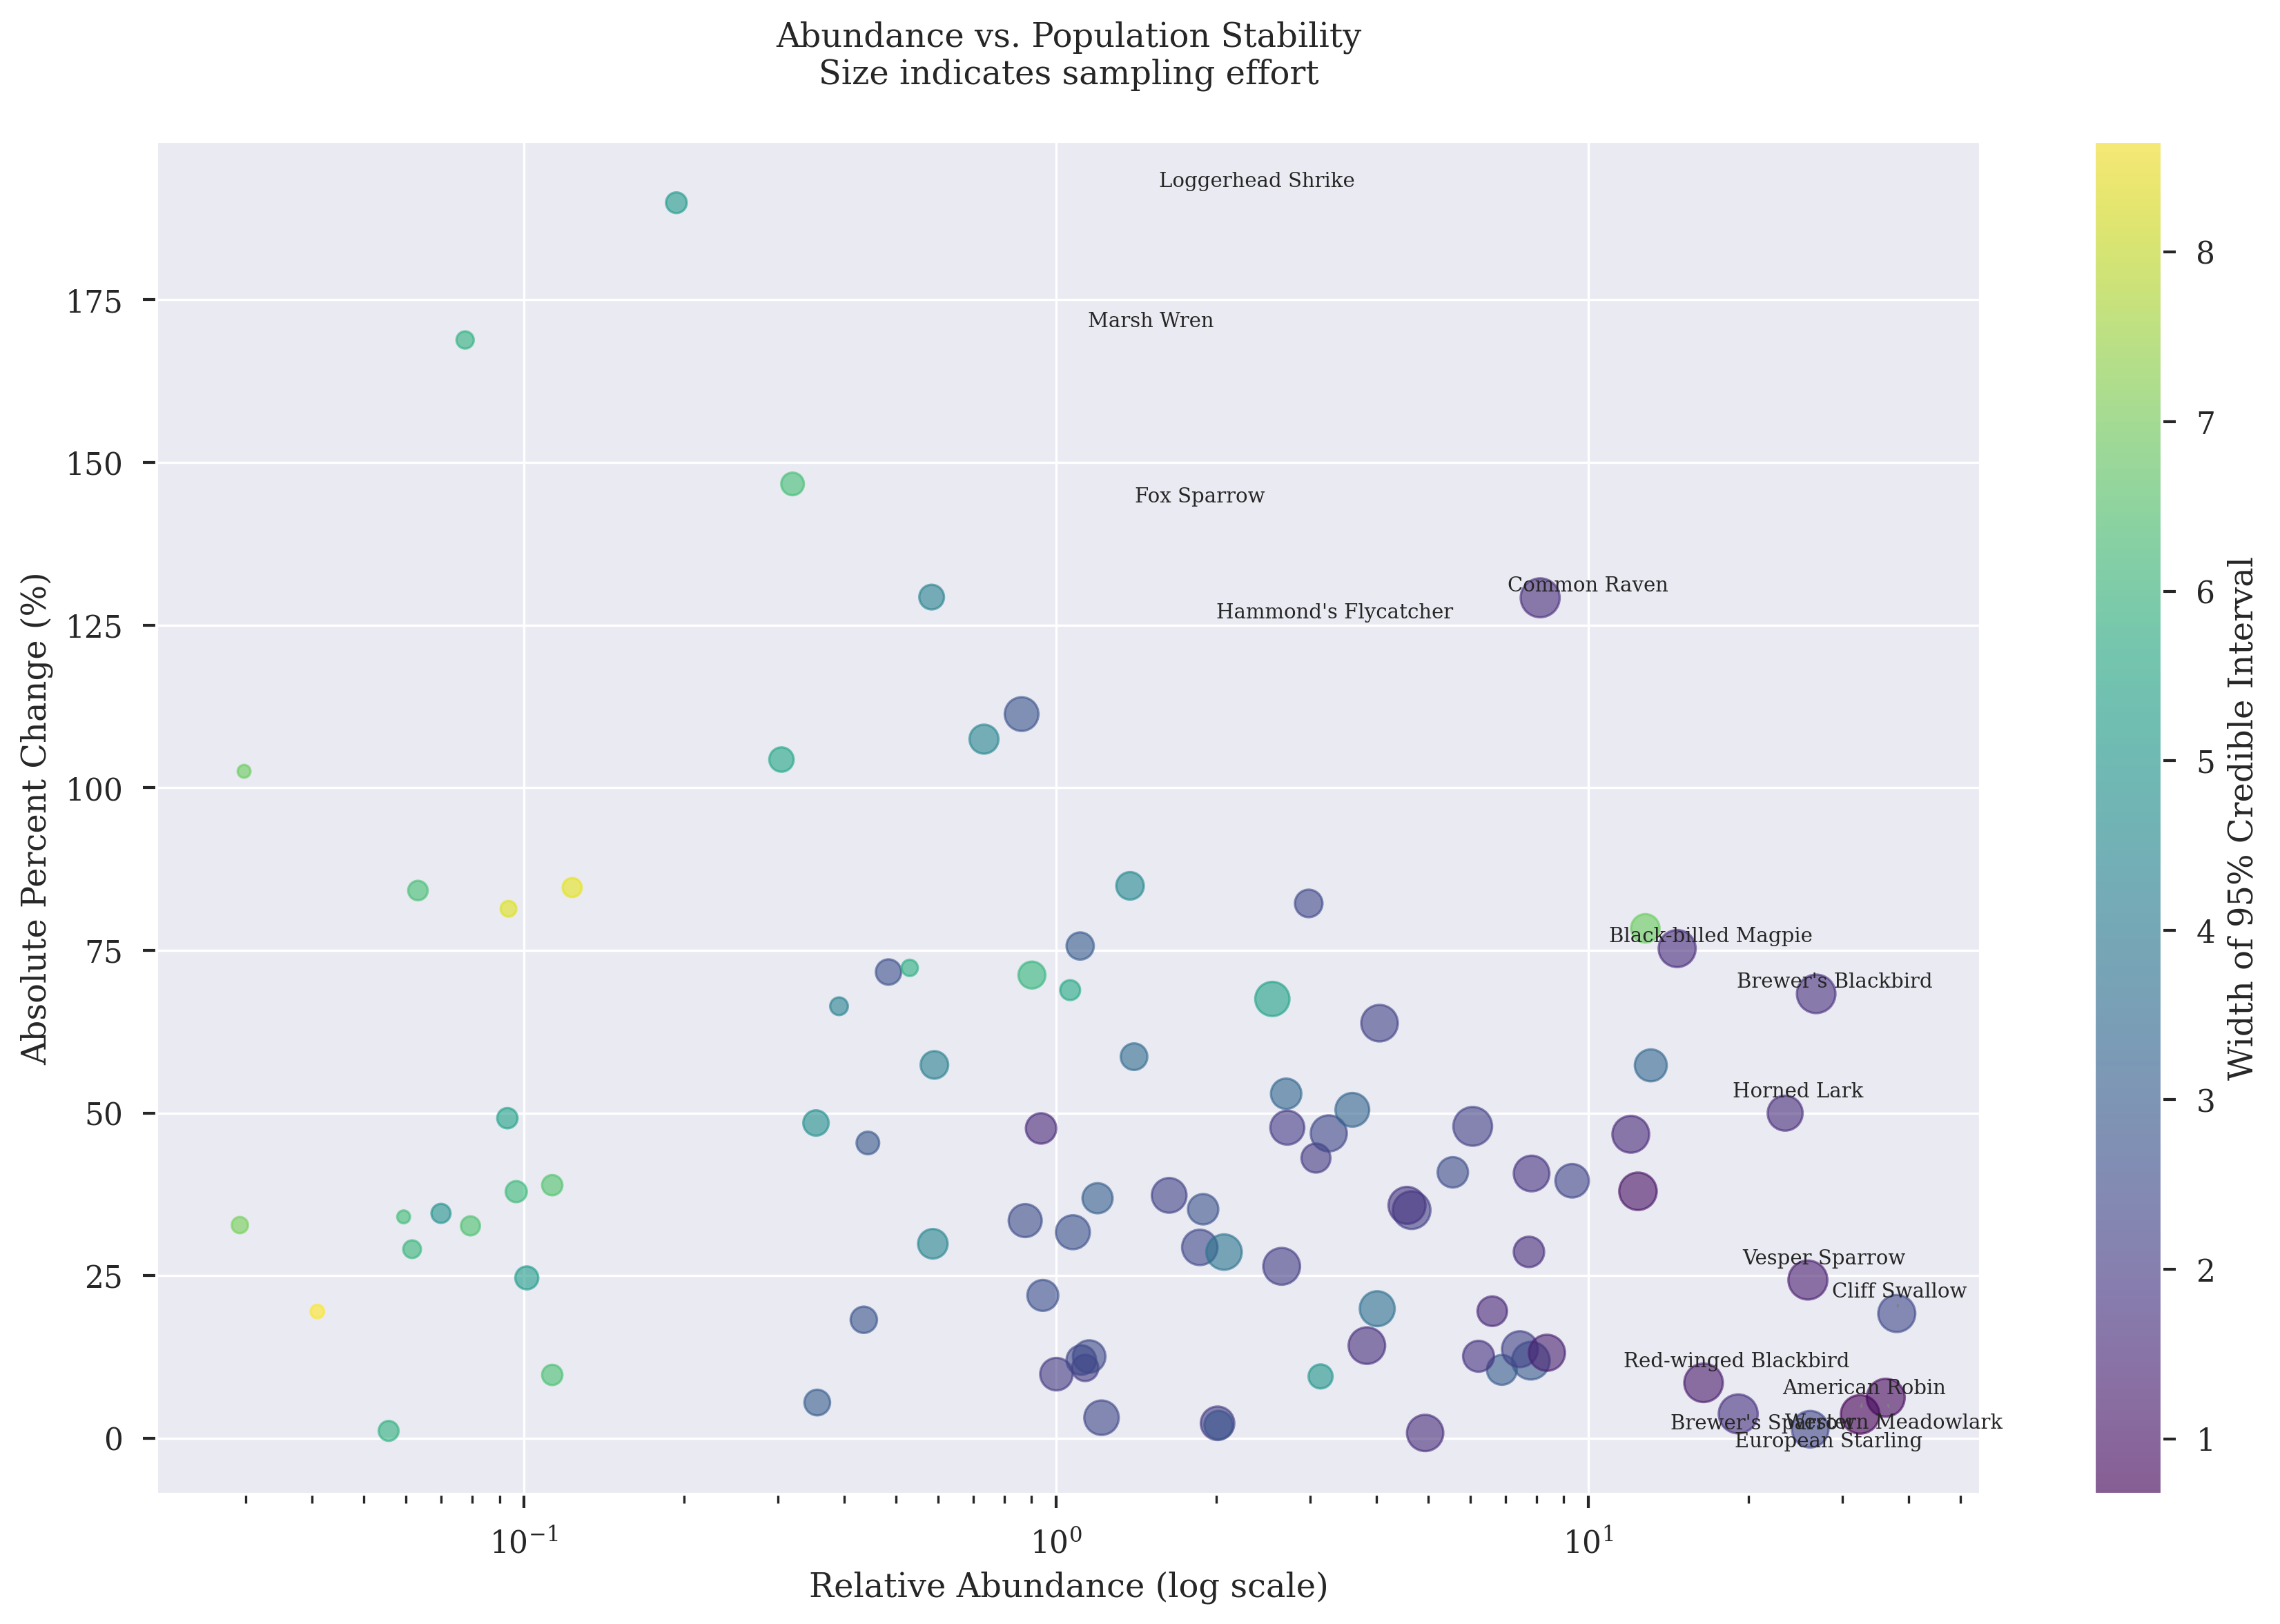 Abundance vs. Population Stability
Size indicates sampling effort
Absolute Percent Change (%)
175
150
125
100
75
50
25
0
Loggerhead Shrike
Marsh Wren
Fox Sparrow
Common Raven
Hammond's Flycatcher
Black-billed Magpie
Brewer's Blackbird
Horned Lark
Vesper Sparrow
Cliff Swallow
Red-winged Blackbird
American Robin
Brewer's Sparrow
Western Meadowlark
European Starling
10⁻¹
10⁰
10¹
Relative Abundance (log scale)
8
7
6
5
4
3
2
1
Width of 95% Credible Interval